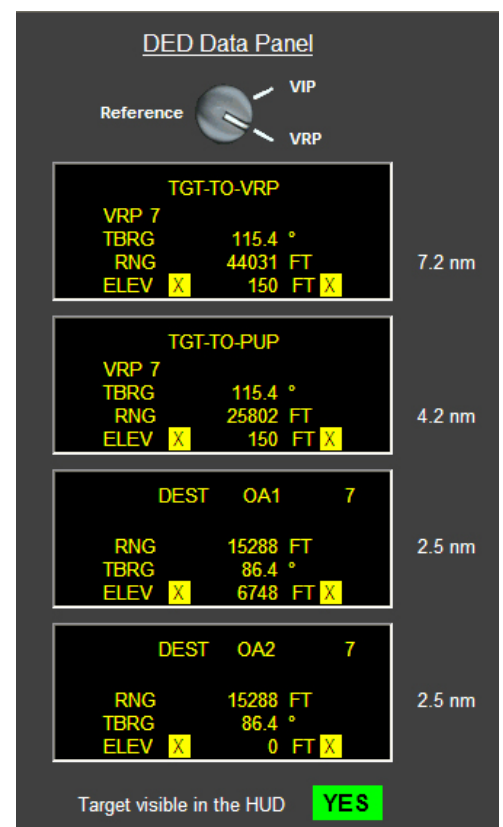 DED Data Panel
VIP
Reference
VRP
TGT-TO-VRP
VRP 7
TBRG 115.4 °
RNG 44031 FT 7.2 nm
ELEV X 150 FT X
TGT-TO-PUP
VRP 7
TBRG 115.4 °
RNG 25802 FT 4.2 nm
ELEV X 150 FT X
DEST OA1 7
RNG 15288 FT 2.5 nm
TBRG 86.4 °
ELEV X 6748 FT X
DEST OA2 7
RNG 15288 FT 2.5 nm
TBRG 86.4 °
ELEV X 0 FT X
Target visible in the HUD YES